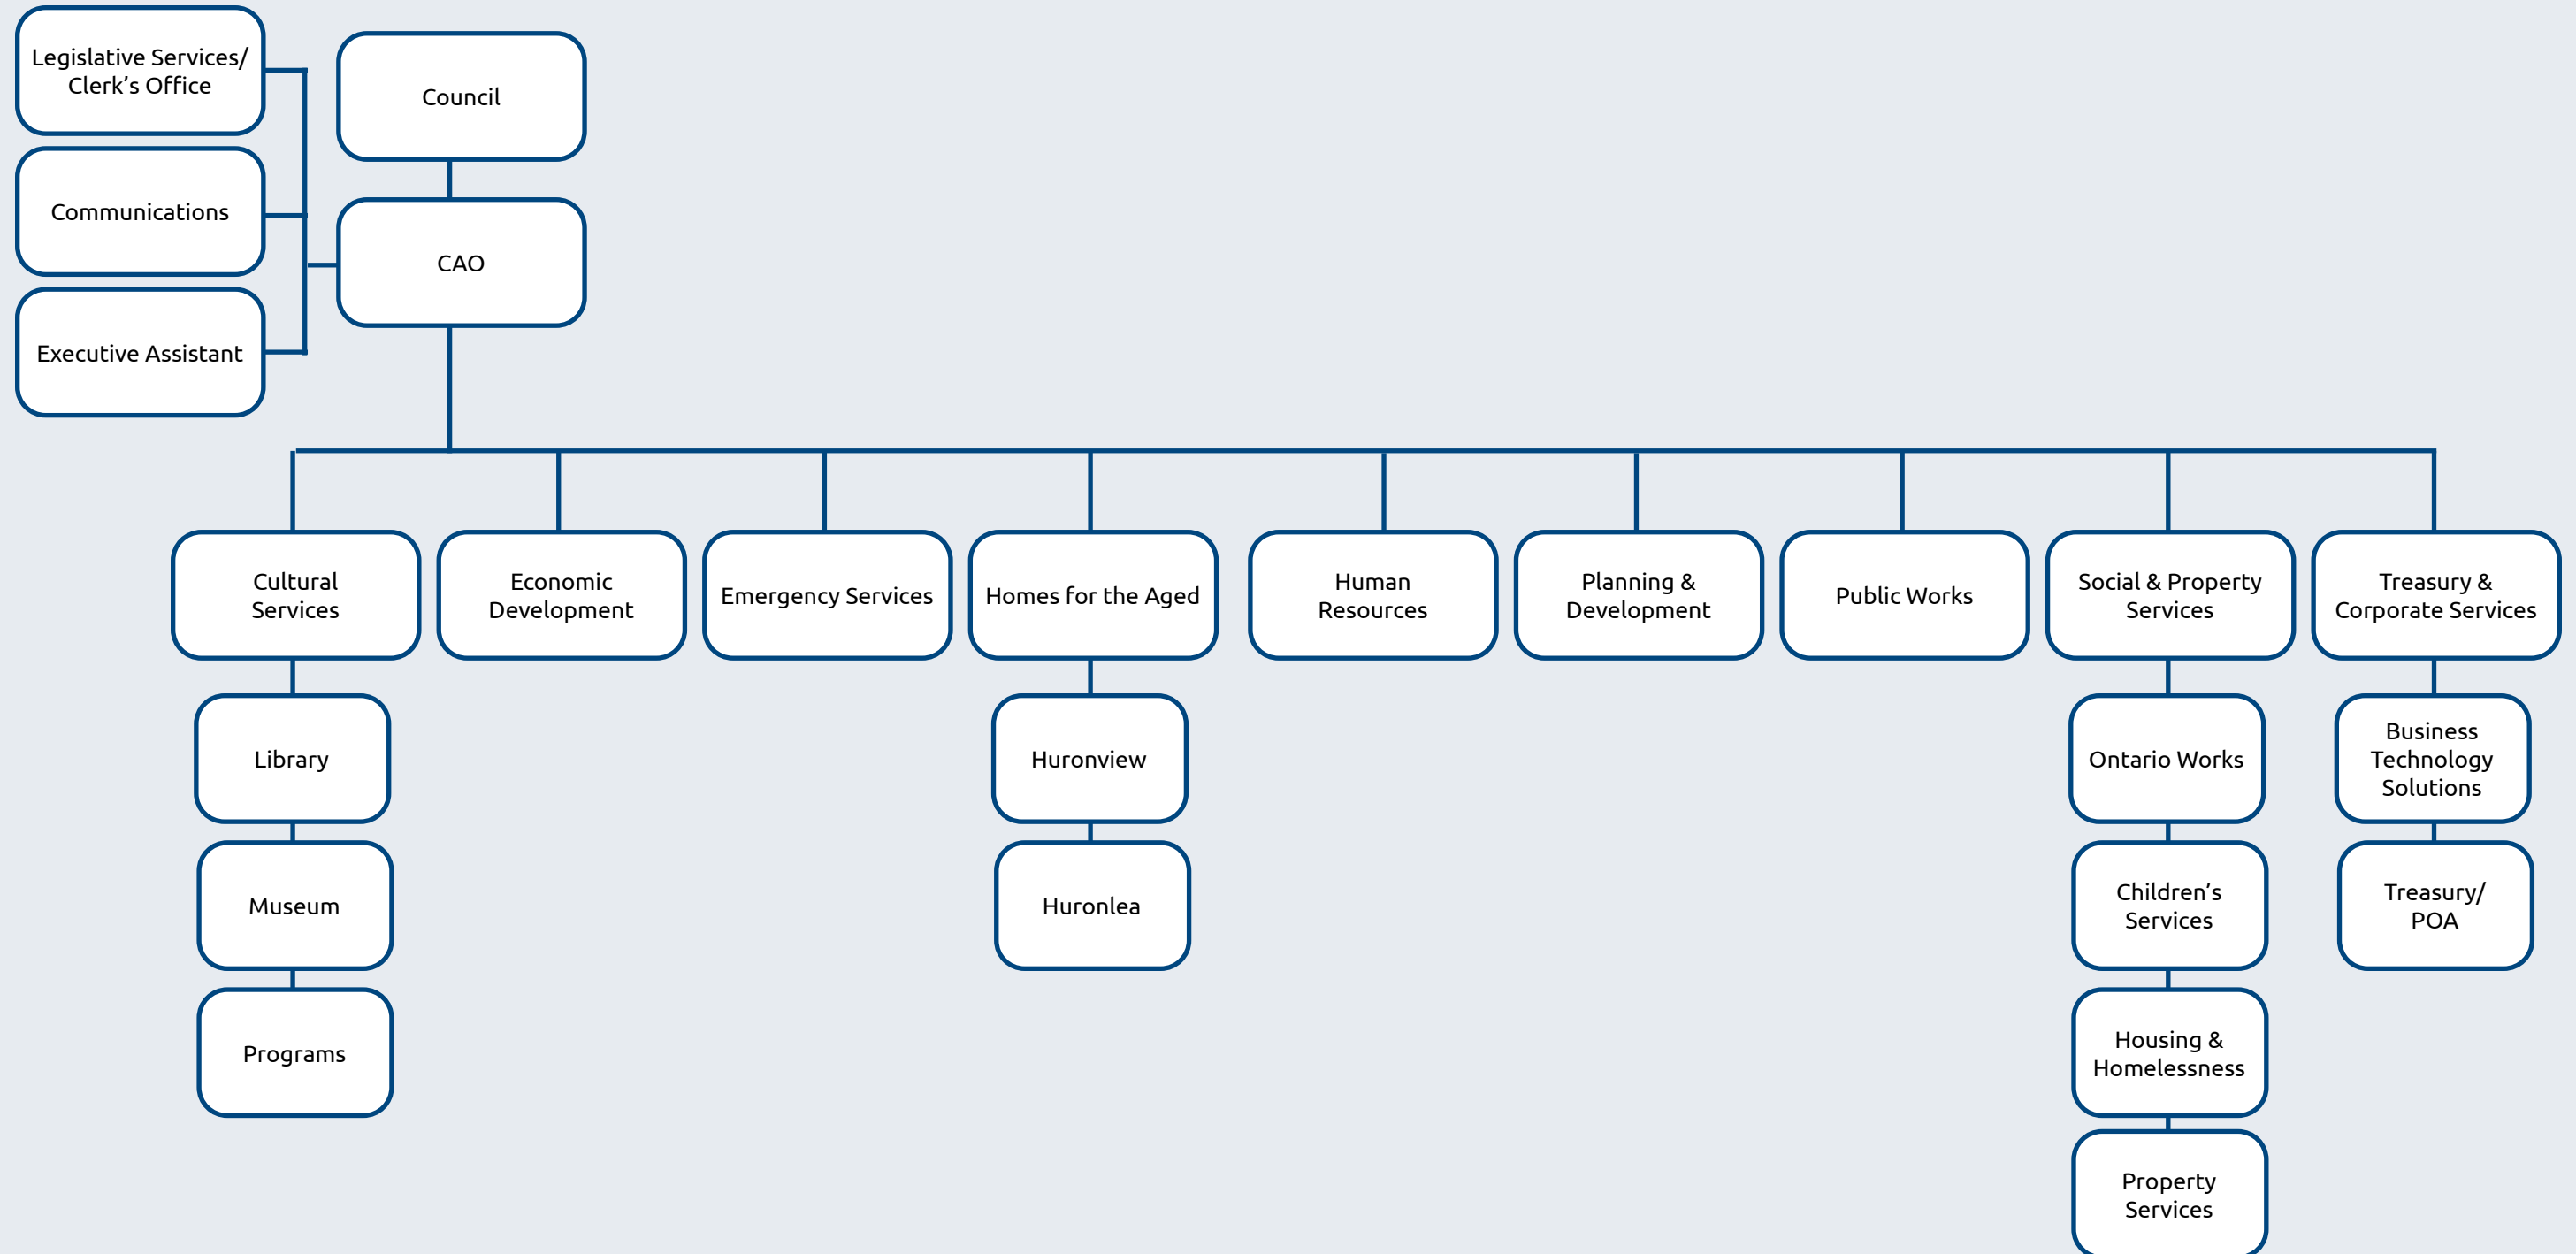 Legislative Services/
Clerk’s Office
Council
Communications
CAO
Executive Assistant
Cultural
Services
Economic
Development
Emergency Services
Homes for the Aged
Human
Resources
Planning &
Development
Public Works
Social & Property
Services
Treasury &
Corporate Services
Library
Huronview
Ontario Works
Business
Technology
Solutions
Museum
Huronlea
Children’s
Services
Treasury/
POA
Programs
Housing &
Homelessness
Property
Services